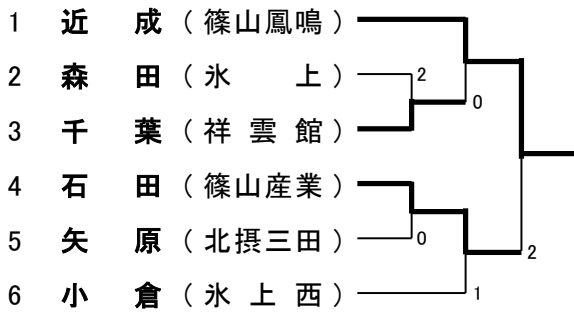 1 近 成 （篠山鳳鳴）
2 森 田 （氷 上） 2
0
3 千 葉 （祥 雲 館）
4 石 田 （篠山産業）
5 矢 原 （北摂三田） 0
2
6 小 倉 （氷 上 西） 1